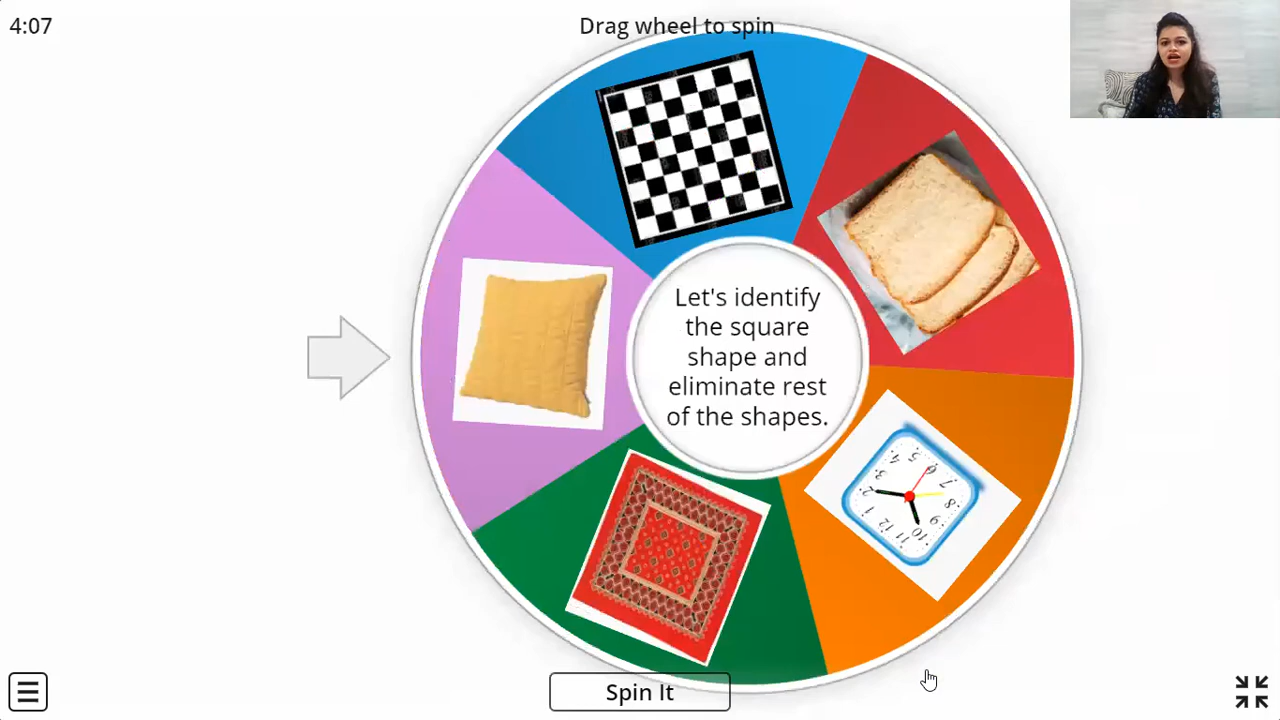 4:07
Drag wheel to spin
Let's identify
the square
shape and
eliminate rest
of the shapes.
Spin It